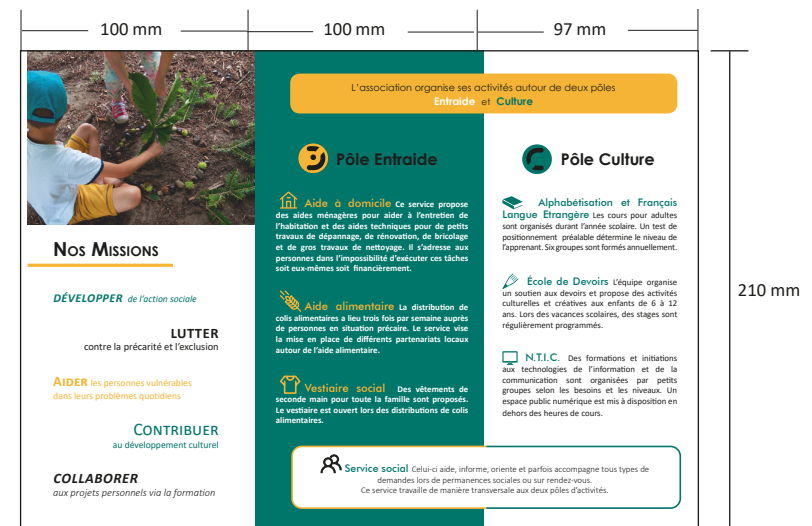 100 mm
100 mm
97 mm
210 mm
Nos Missions
DÉVELOPPER de l'action sociale
LUTTER
contre la précarité et l'exclusion
Aider les personnes vulnérables
dans leurs problèmes quotidiens
Contribuer
au développement culturel
COLLABORER
aux projets personnels via la formation
L'association organise ses activités autour de deux pôles
Entraide et Culture
Pôle Entraide
Aide à domicile Ce service propose
des aides ménagères pour aider à l'entretien de
l'habitation et des aides techniques pour de petits
travaux de dépannage, de rénovation, de bricolage
et de gros travaux de nettoyage. Il s'adresse aux
personnes dans l'impossibilité d'exécuter ces tâches
soit eux-mêmes soit financièrement.
Aide alimentaire La distribution de
colis alimentaires a lieu trois fois par semaine auprès
de personnes en situation précaire. Le service vise
la mise en place de différents partenariats locaux
autour de l'aide alimentaire.
Vestiaire social Des vêtements de
seconde main pour toute la famille sont proposés.
Le vestiaire est ouvert lors des distributions de colis
alimentaires.
Pôle Culture
Alphabétisation et Français
Langue Etrangère Les cours pour adultes
sont organisés durant l'année scolaire. Un test de
positionnement préalable détermine le niveau de
l'apprenant. Six groupes sont formés annuellement.
École de Devoirs L'équipe organise
un soutien aux devoirs et propose des activités
culturelles et créatives aux enfants de 6 à 12
ans. Lors des vacances scolaires, des stages sont
régulièrement programmés.
N.T.I.C. Des formations et initiations
aux technologies de l'information et de la
communication sont organisées par petits
groupes selon les besoins et les niveaux. Un
espace public numérique est mis à disposition en
dehors des heures de cours.
Service social Celui-ci aide, informe, oriente et parfois accompagne tous types de
demandes lors de permanences sociales ou sur rendez-vous.
Ce service travaille de manière transversale aux deux pôles d'activités.